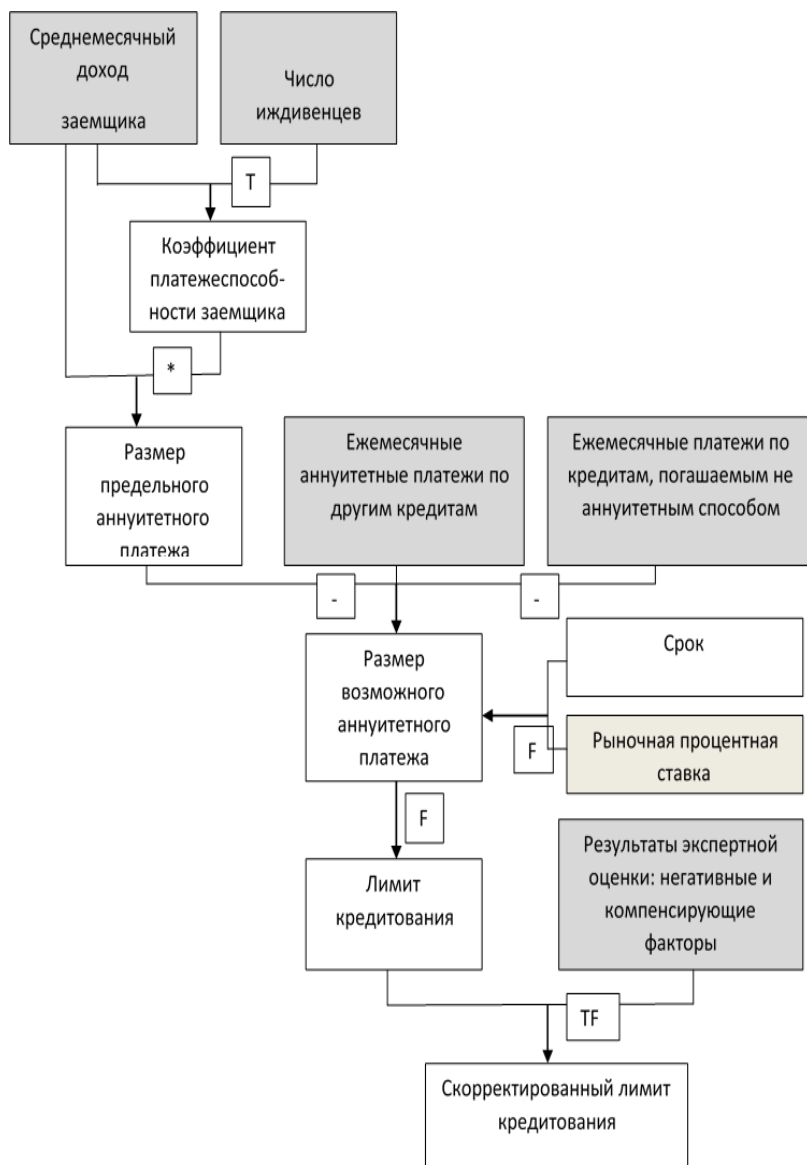 Среднемесячный
доход
заемщика
Число
иждивенцев
T
Коэффициент
платежеспособ-
ности заемщика
*
Размер
предельного
аннуитетного
платежа
Ежемесячные
аннуитетные платежи по
другим кредитам
Ежемесячные платежи по
кредитам, погашаемым не
аннуитетным способом
-
-
Размер
возможного
аннуитетного
платежа
Срок
F
Рыночная процентная
ставка
F
Лимит
кредитования
Результаты экспертной
оценки: негативные и
компенсирующие
факторы
TF
Скорректированный лимит
кредитования